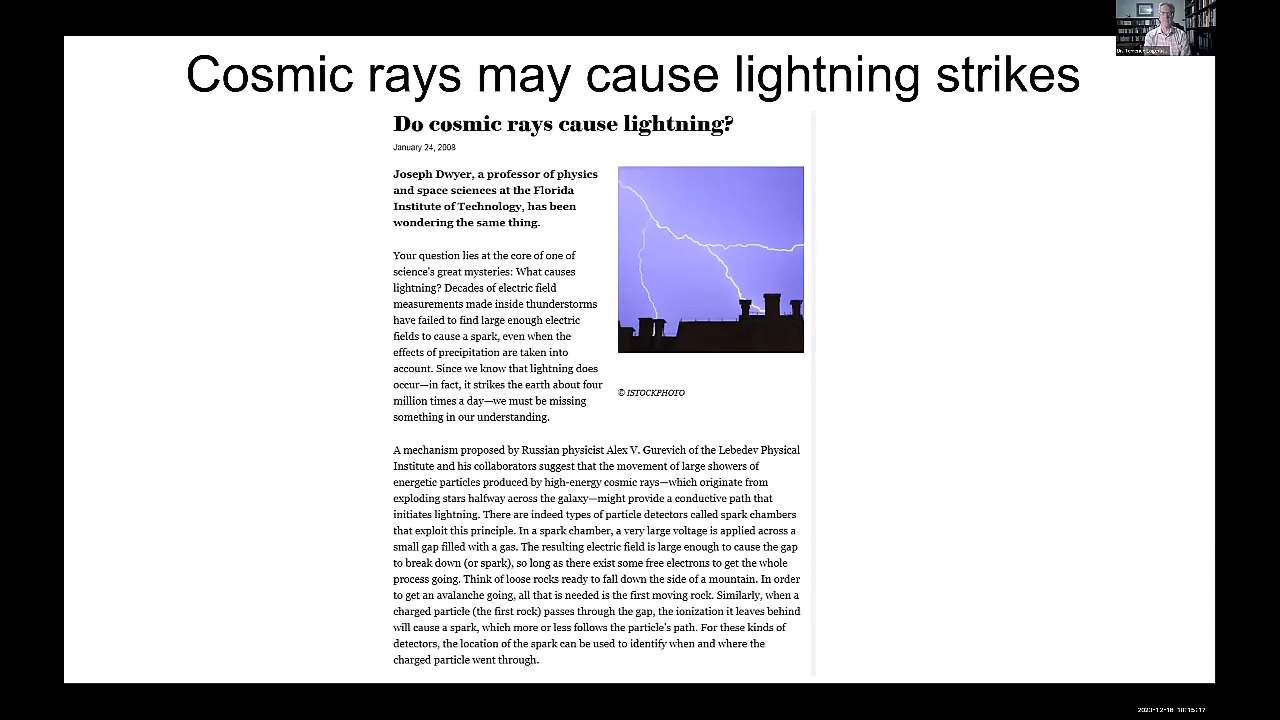 Cosmic rays may cause lightning strikes
Do cosmic rays cause lightning?
January 24, 2008
Joseph Dwyer, a professor of physics
and space sciences at the Florida
Institute of Technology, has been
wondering the same thing.
Your question lies at the core of one of
science's great mysteries: What causes
lightning? Decades of electric field
measurements made inside thunderstorms
have failed to find large enough electric
fields to cause a spark, even when the
effects of precipitation are taken into
account. Since we know that lightning does
occur—in fact, it strikes the earth about four
million times a day—we must be missing
something in our understanding.
© ISTOCKPHOTO
A mechanism proposed by Russian physicist Alex V. Gurevich of the Lebedev Physical
Institute and his collaborators suggest that the movement of large showers of
energetic particles produced by high-energy cosmic rays—which originate from
exploding stars halfway across the galaxy—might provide a conductive path that
initiates lightning. There are indeed types of particle detectors called spark chambers
that exploit this principle. In a spark chamber, a very large voltage is applied across a
small gap filled with a gas. The resulting electric field is large enough to cause the gap
to break down (or spark), so long as there exist some free electrons to get the whole
process going. Think of loose rocks ready to fall down the side of a mountain. In order
to get an avalanche going, all that is needed is the first moving rock. Similarly, when a
charged particle (the first rock) passes through the gap, the ionization it leaves behind
will cause a spark, which more or less follows the particle's path. For these kinds of
detectors, the location of the spark can be used to identify when and where the
charged particle went through.
Dr. Terrence
2023-12-16 10:15:17